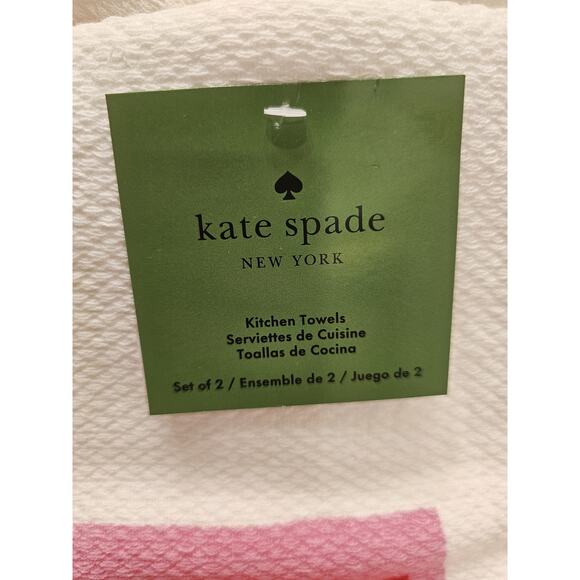 kate spade
NEW YORK
Kitchen Towels
Serviettes de Cuisine
Toallas de Cocina
Set of 2 / Ensemble de 2 / Juego de 2